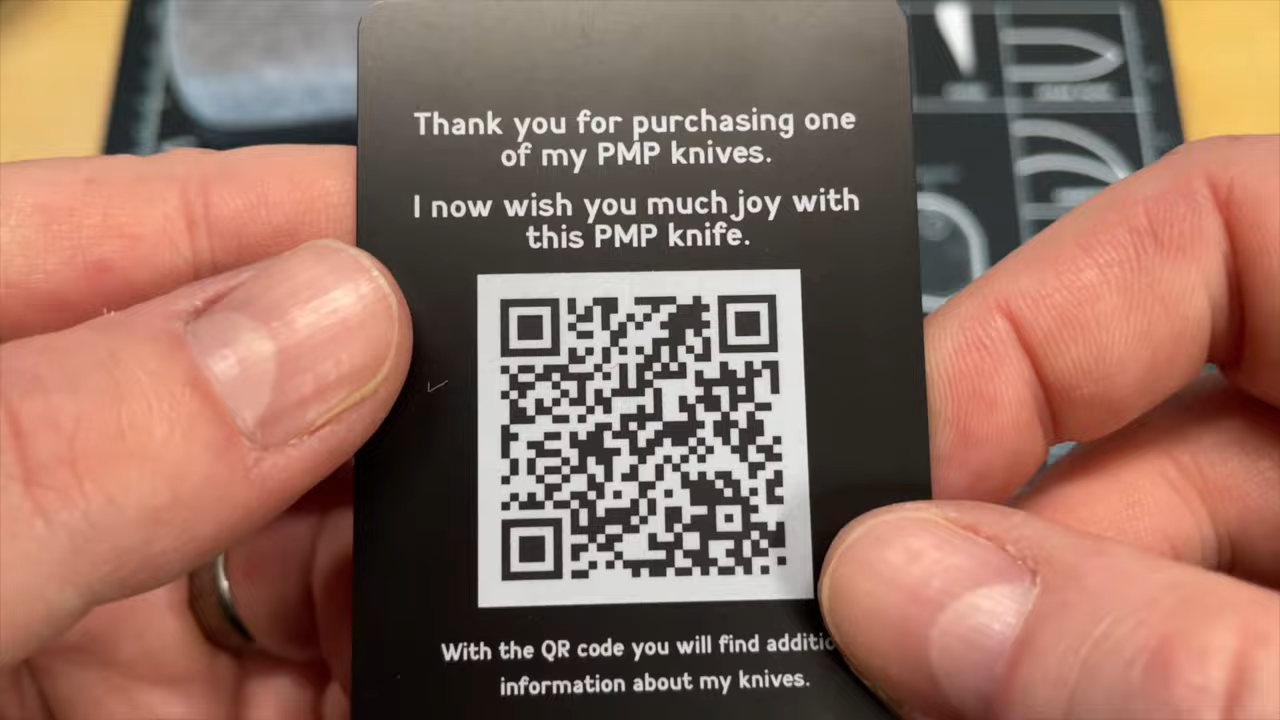 Thank you for purchasing one
of my PMP knives.
I now wish you much joy with
this PMP knife.
With the QR code you will find
information about my knives.